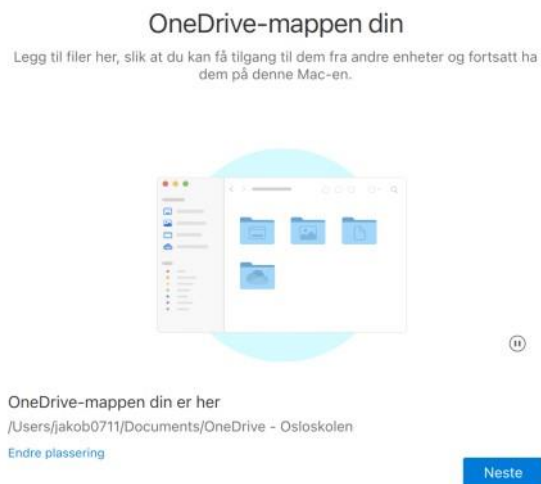 OneDrive-mappen din
Legg til filer her, slik at du kan få tilgang til dem fra andre enheter og fortsatt ha
dem på denne Mac-en.
OneDrive-mappen din er her
/Users/jakob0711/Documents/OneDrive - Osloskolen
Endre plassering
Neste